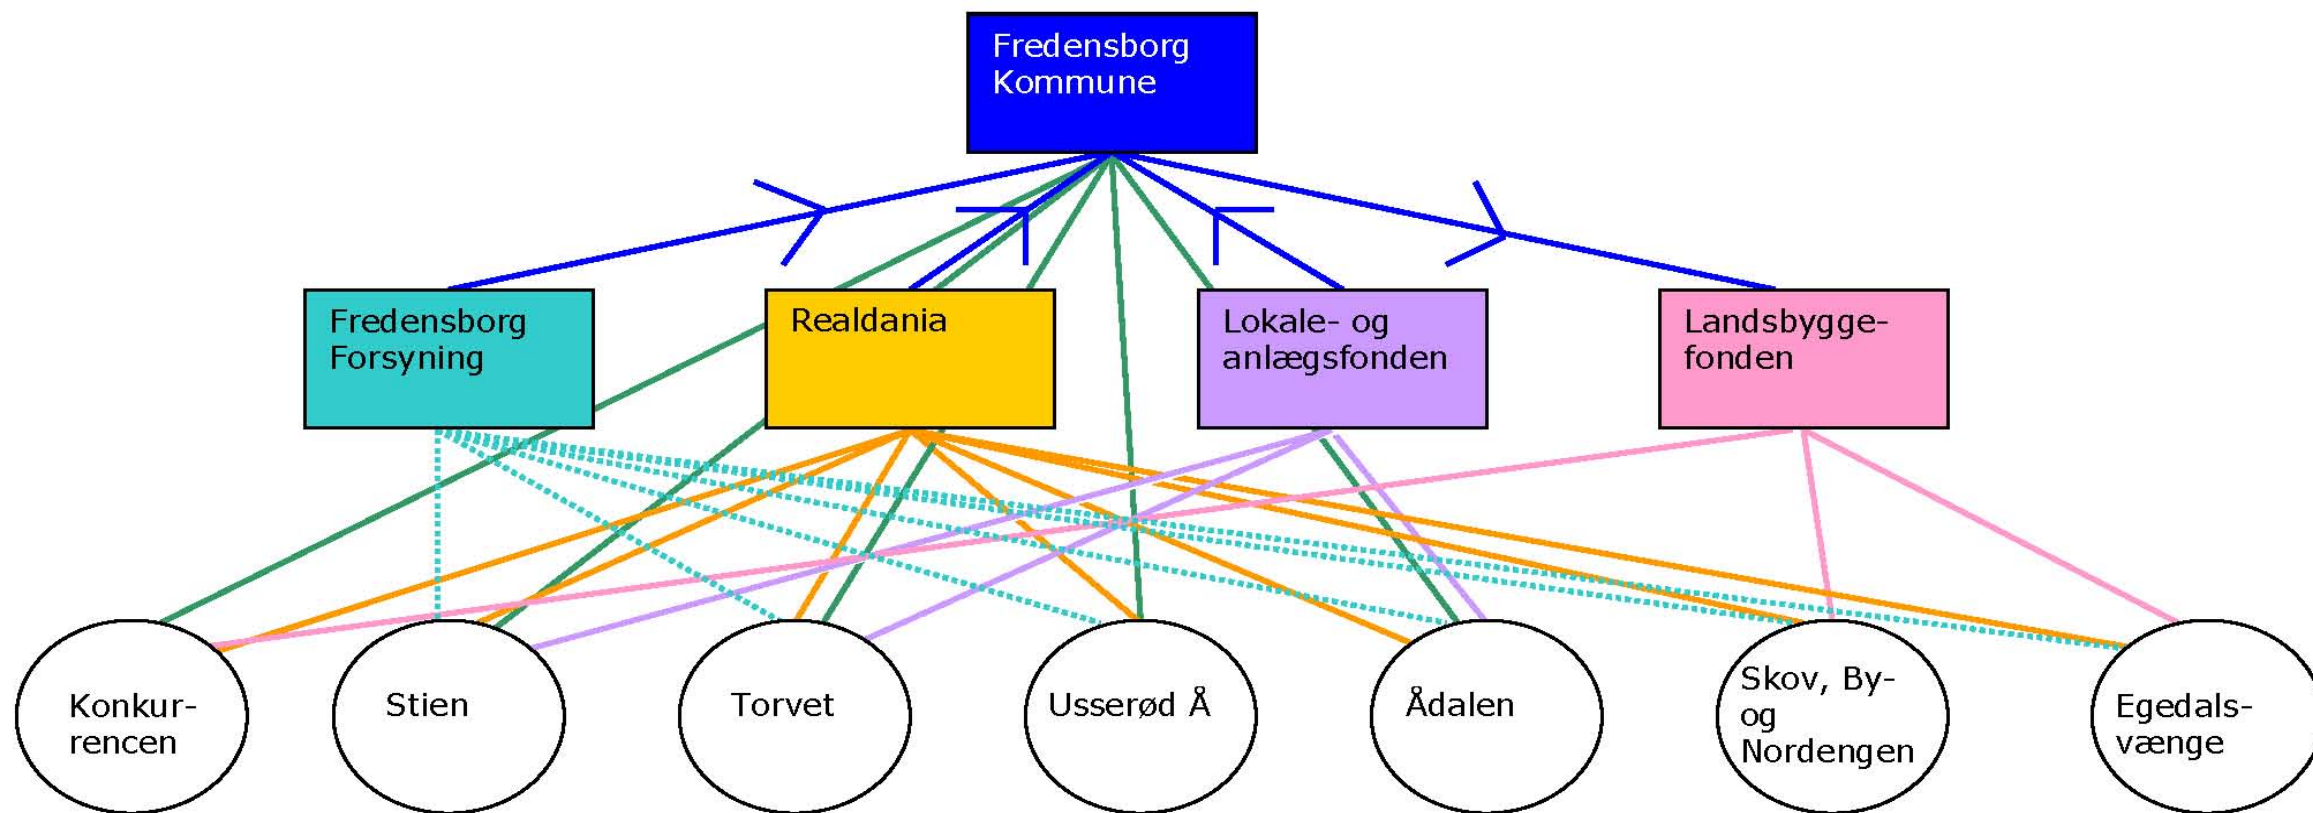 Fredensborg
Kommune
Fredensborg
Forsyning
Realdania
Lokale- og
anlægsfonden
Landsbygge-
fonden
Konkur-
rencen
Stien
Torvet
Usserød Å
Ådalen
Skov, By-
og
Nordengen
Egedals-
vænge